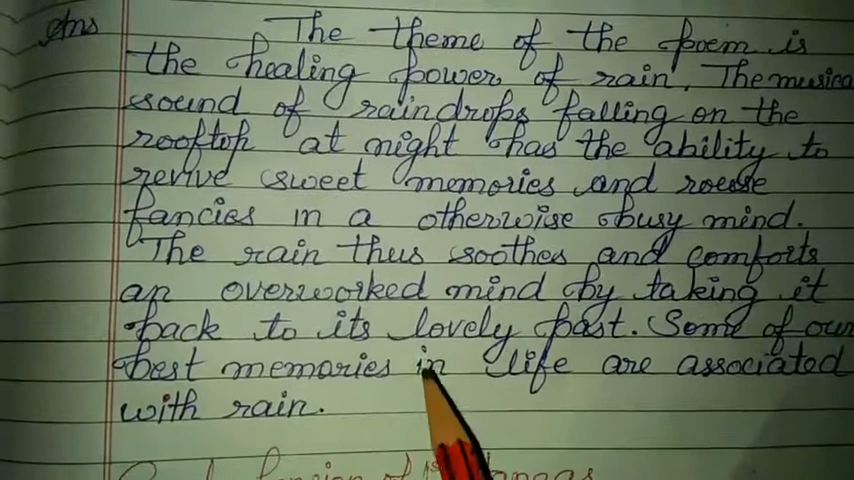 Ans The theme of the poem is
the healing power of rain. The musica
sound of raindrops falling on the
rooftop at night has the ability to
revive sweet memories and rouse
fancies in a otherwise busy mind.
The rain thus soothes and comforts
an overworked mind by taking it
back to its lovely past. Some of our
best memories in life are associated
with rain.
of